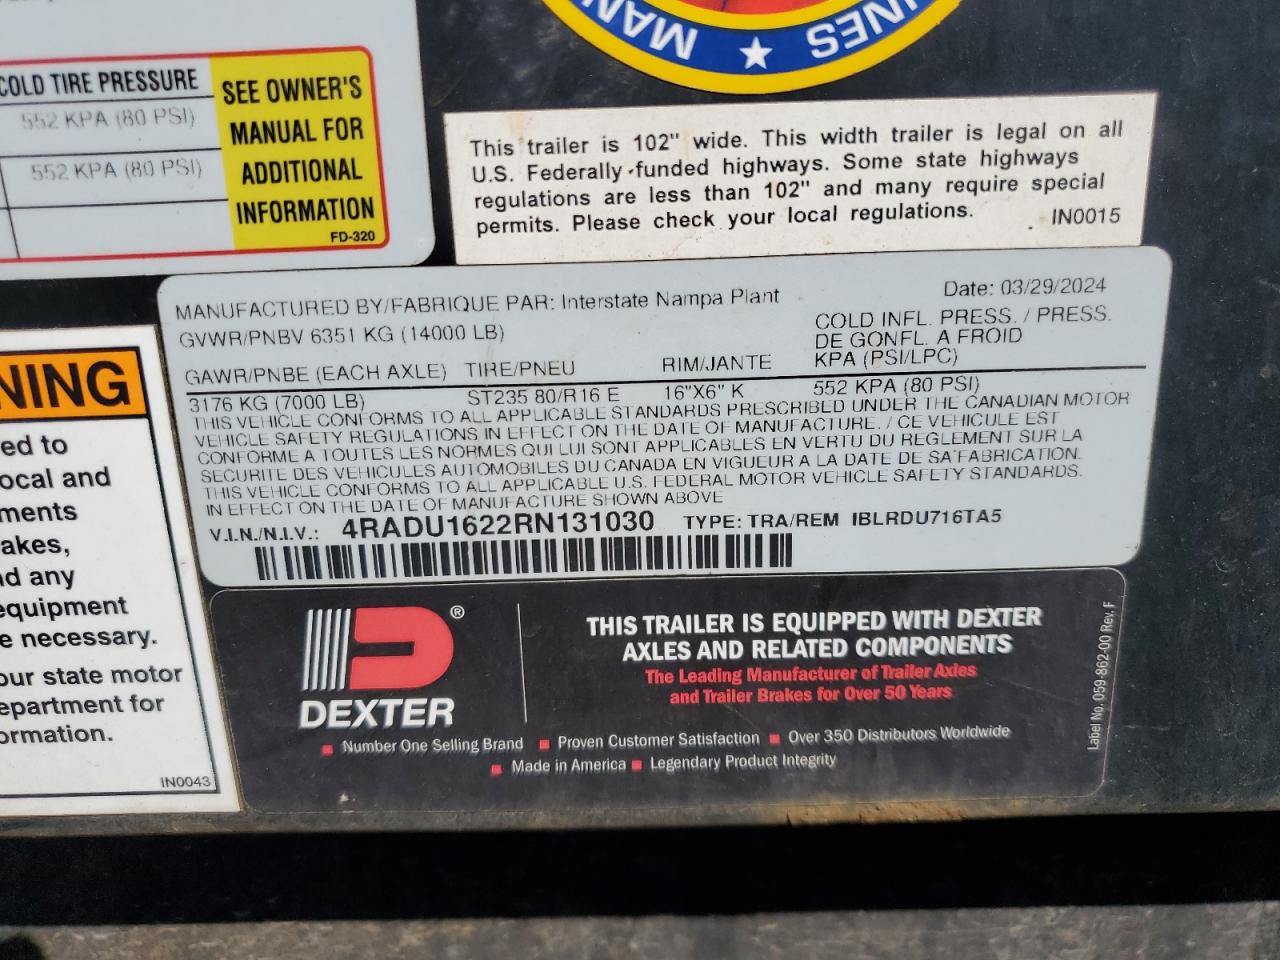 COLD TIRE PRESSURE
552 KPA (80 PSI)
552 KPA (80 PSI)
SEE OWNER'S
MANUAL FOR
ADDITIONAL
INFORMATION
FD-320
This trailer is 102" wide. This width trailer is legal on all
U.S. Federally-funded highways. Some state highways
regulations are less than 102" and many require special
permits. Please check your local regulations.
IN0015
MANUFACTURED BY/FABRIQUE PAR: Interstate Nampa Plant
Date: 03/29/2024
GVWR/PNBV 6351 KG (14000 LB)
COLD INFL. PRESS. / PRESS.
DE GONFL. A FROID
GAWR/PNBE (EACH AXLE) TIRE/PNEU RIM/JANTE KPA (PSI/LPC)
3176 KG (7000 LB) ST235 80/R16 E 16"X6" K 552 KPA (80 PSI)
THIS VEHICLE CONFORMS TO ALL APPLICABLE STANDARDS PRESCRIBED UNDER THE CANADIAN MOTOR
VEHICLE SAFETY REGULATIONS IN EFFECT ON THE DATE OF MANUFACTURE. / CE VEHICULE EST
CONFORME A TOUTES LES NORMES QUI LUI SONT APPLICABLES EN VERTU DU REGLEMENT SUR LA
SECURITE DES VEHICULES AUTOMOBILES DU CANADA EN VIGUEUR A LA DATE DE SA FABRICATION.
THIS VEHICLE CONFORMS TO ALL APPLICABLE U.S. FEDERAL MOTOR VEHICLE SAFETY STANDARDS.
IN EFFECT ON THE DATE OF MANUFACTURE SHOWN ABOVE
V.I.N./N.I.V.: 4RADU1622RN131030 TYPE: TRA/REM IBLRDU716TA5
NING
ed to
ocal and
ments
akes,
nd any
equipment
e necessary.
our state motor
epartment for
ormation.
IN0043
DEXTER
®
THIS TRAILER IS EQUIPPED WITH DEXTER
AXLES AND RELATED COMPONENTS
The Leading Manufacturer of Trailer Axles
and Trailer Brakes for Over 50 Years
Number One Selling Brand Proven Customer Satisfaction Over 350 Distributors Worldwide
Made in America Legendary Product Integrity
Label No. 059-862-00 Rev. F